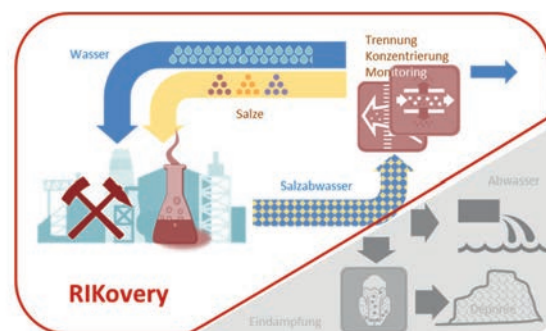 Wasser
Trennung
Konzentrierung
Monitoring
Salze
Salzabwasser
Abwasser
RIKovery
Eindampfung
Deponie